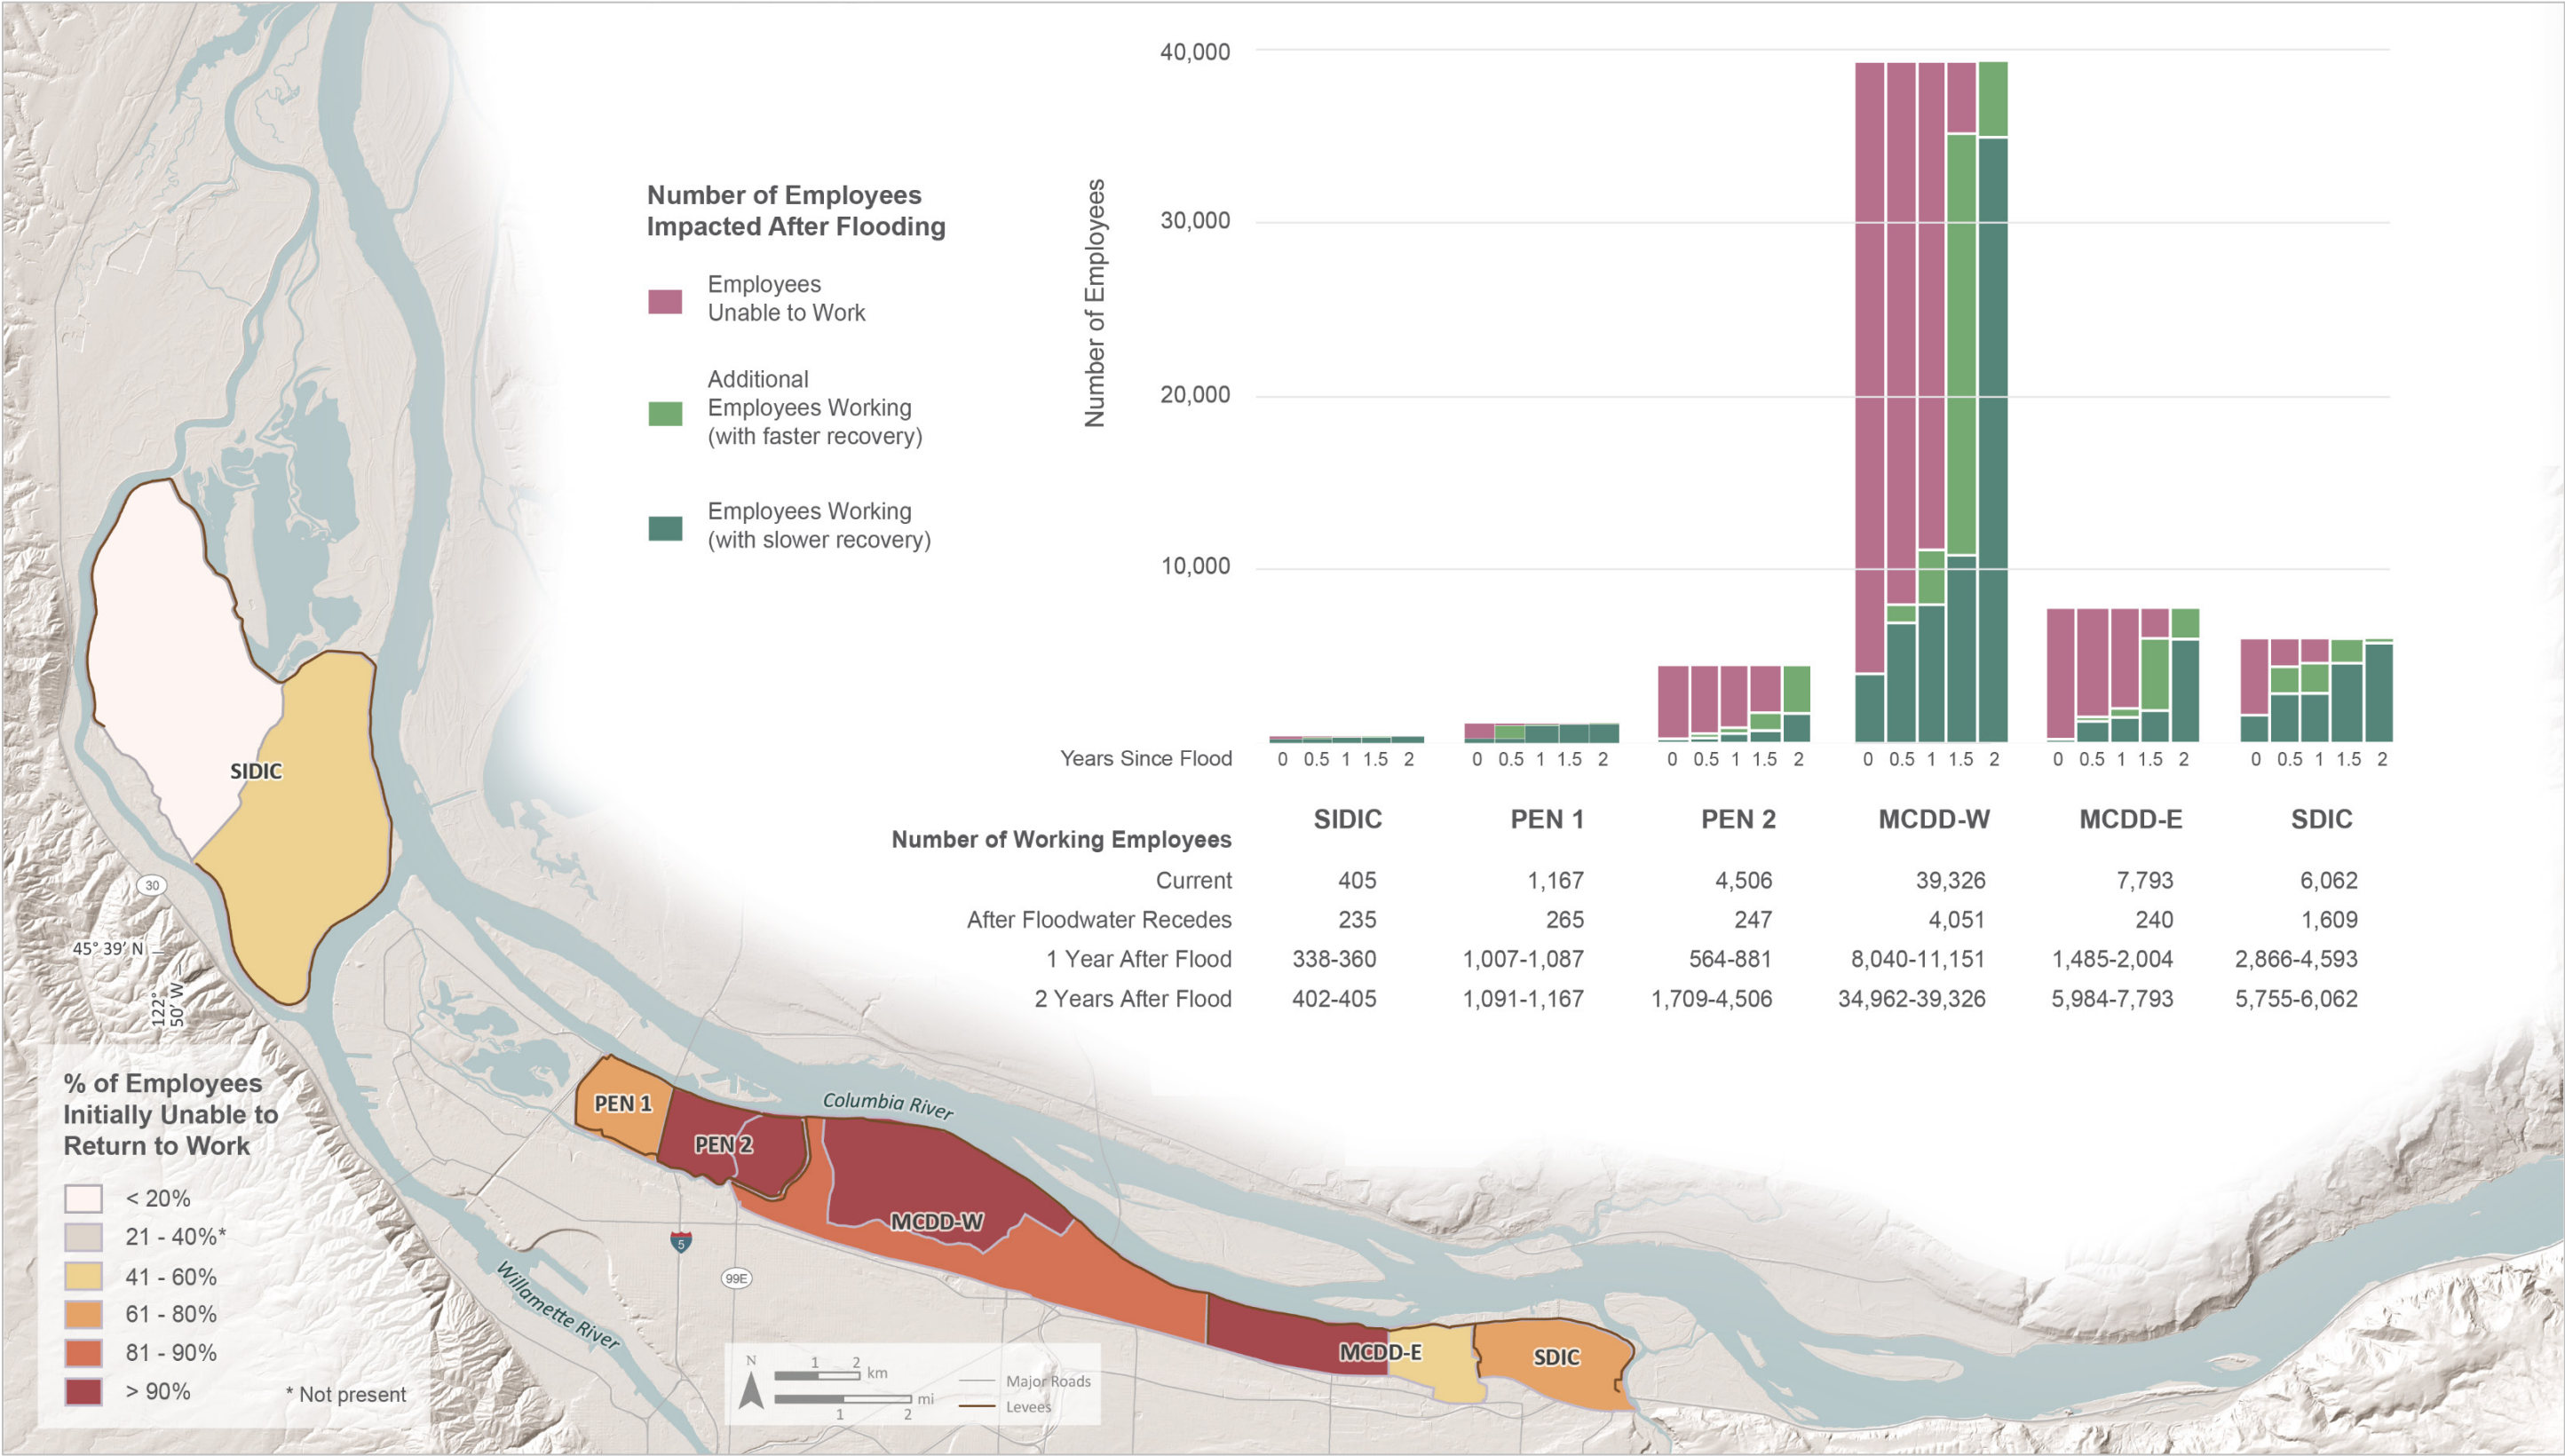 40,000
30,000
20,000
10,000
Number of Employees
Number of Employees
Impacted After Flooding
Employees
Unable to Work
Additional
Employees Working
(with faster recovery)
Employees Working
(with slower recovery)
Years Since Flood
0 0.5 1 1.5 2
0 0.5 1 1.5 2
0 0.5 1 1.5 2
0 0.5 1 1.5 2
0 0.5 1 1.5 2
0 0.5 1 1.5 2
SIDIC PEN 1 PEN 2 MCDD-W MCDD-E SDIC
Number of Working Employees
Current 405 1,167 4,506 39,326 7,793 6,062
After Floodwater Recedes 235 265 247 4,051 240 1,609
1 Year After Flood 338-360 1,007-1,087 564-881 8,040-11,151 1,485-2,004 2,866-4,593
2 Years After Flood 402-405 1,091-1,167 1,709-4,506 34,962-39,326 5,984-7,793 5,755-6,062
SIDIC
30
45° 39' N
122°
50' W
PEN 1
PEN 2
Columbia River
MCDD-W
MCDD-E
SDIC
5
99E
Willamette River
% of Employees
Initially Unable to
Return to Work
< 20%
21 - 40%*
41 - 60%
61 - 80%
81 - 90%
> 90%
* Not present
N
1 2
km
mi
1 2
Major Roads
Levees